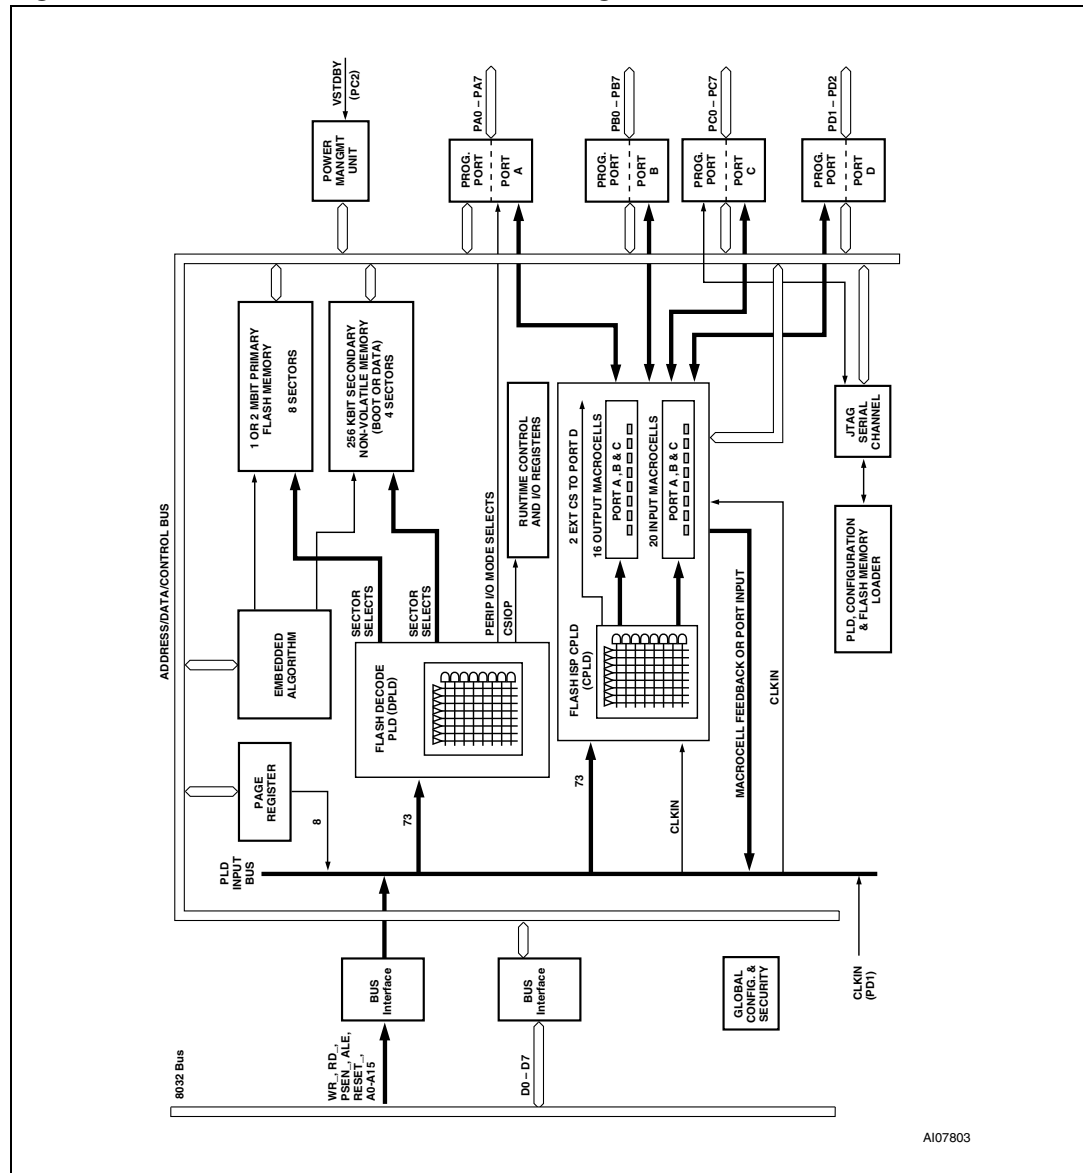 8032 Bus
WR_, RD_,
PSEN_, ALE,
RESET_,
A0-A15
D0 – D7
BUS
Interface
BUS
Interface
GLOBAL
CONFIG. &
SECURITY
CLKIN
(PD1)
PLD
INPUT
BUS
ADDRESS/DATA/CONTROL BUS
PAGE
REGISTER
8
EMBEDDED
ALGORITHM
1 OR 2 MBIT PRIMARY
FLASH MEMORY
8 SECTORS
256 KBIT SECONDARY
NON-VOLATILE MEMORY
(BOOT OR DATA)
4 SECTORS
SECTOR
SELECTS
SECTOR
SELECTS
73
FLASH DECODE
PLD (DPLD)
PERIP I/O MODE SELECTS
CSIOP
RUNTIME CONTROL
AND I/O REGISTERS
73
FLASH ISP CPLD
(CPLD)
2 EXT CS TO PORT D
16 OUTPUT MACROCELLS
PORT A ,B & C
20 INPUT MACROCELLS
PORT A ,B & C
CLKIN
MACROCELL FEEDBACK OR PORT INPUT
CLKIN
JTAG
SERIAL
CHANNEL
PLD, CONFIGURATION
& FLASH MEMORY
LOADER
VSTDBY
(PC2)
POWER
MANGMT
UNIT
PA0 – PA7
PROG.
PORT
PORT
A
PB0 – PB7
PROG.
PORT
PORT
B
PC0 – PC7
PROG.
PORT
PORT
C
PD1 – PD2
PROG.
PORT
PORT
D
AI07803